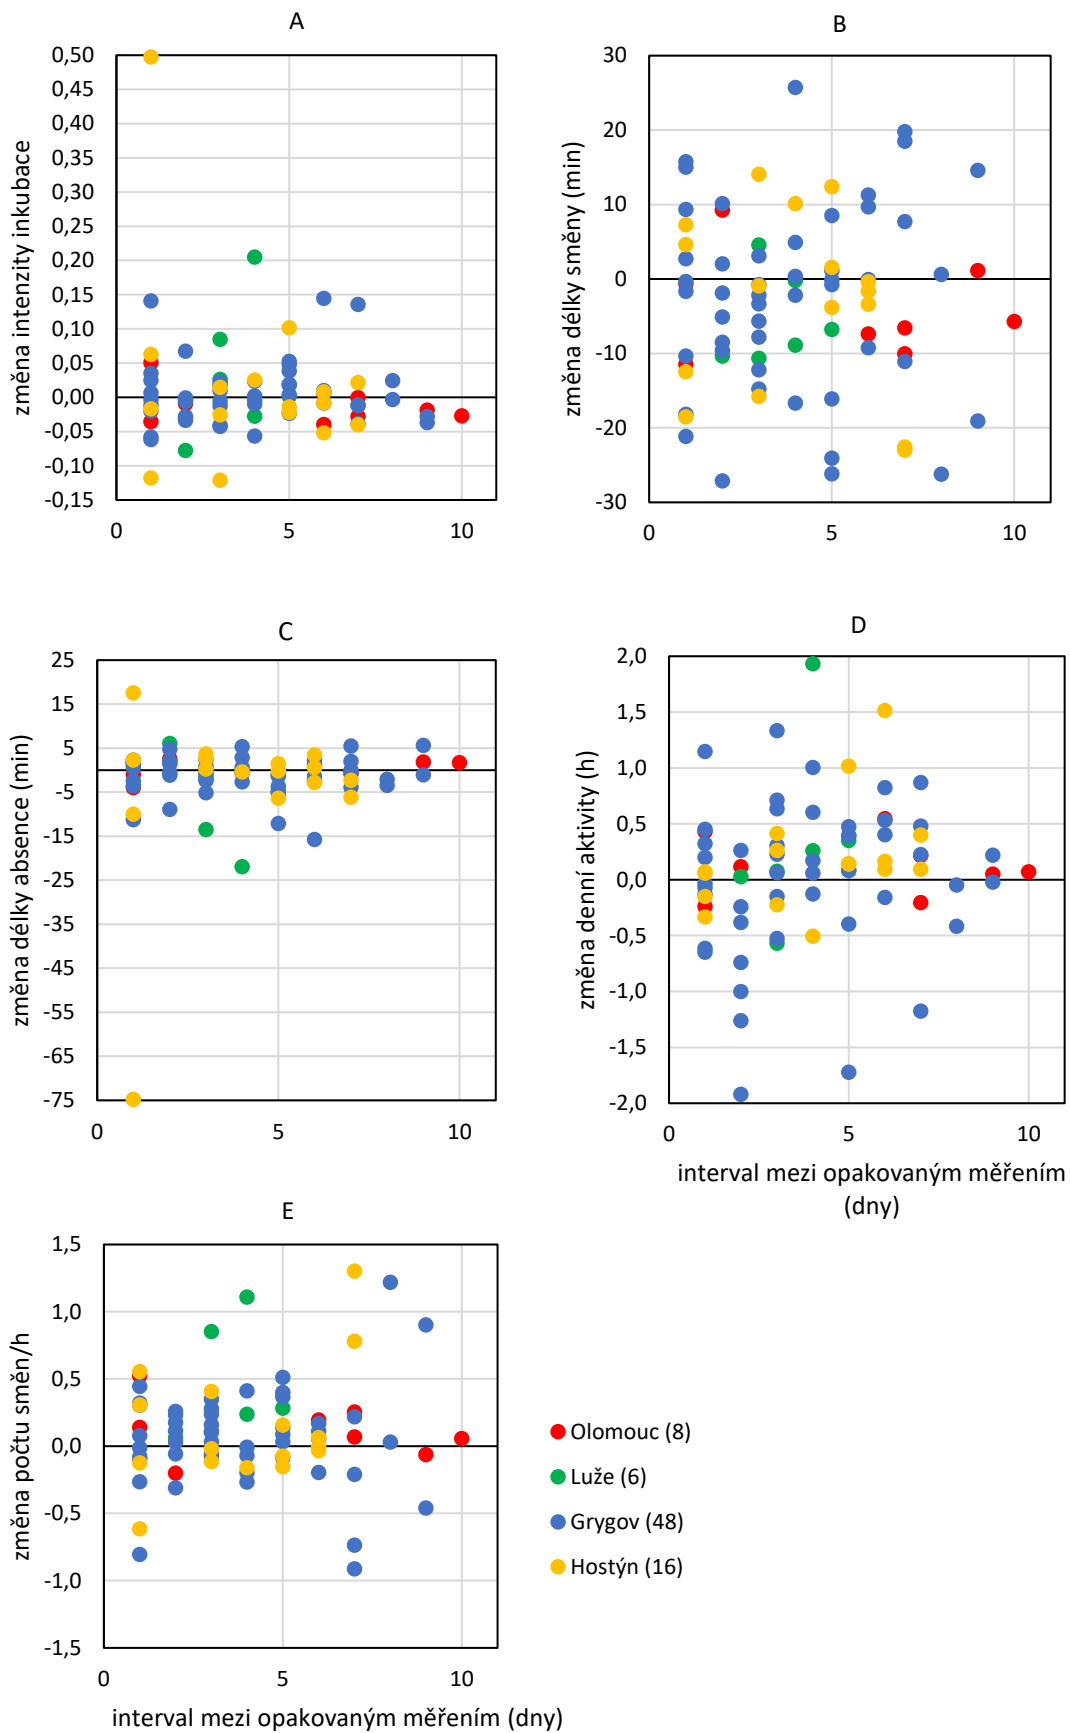 A
0,50
0,45
0,40
0,35
0,30
0,25
0,20
0,15
0,10
0,05
0,00
-0,05
-0,10
-0,15
0 5 10
změna intenzity inkubace
B
30
20
10
0
-10
-20
-30
0 5 10
změna délky směny (min)
C
25
15
5
-5
-15
-25
-35
-45
-55
-65
-75
0 5 10
změna délky absence (min)
D
2,0
1,5
1,0
0,5
0,0
-0,5
-1,0
-1,5
-2,0
0 5 10
změna denní aktivity (h)
interval mezi opakovaným měřením
(dny)
E
1,5
1,0
0,5
0,0
-0,5
-1,0
-1,5
0 5 10
změna počtu směn/h
interval mezi opakovaným měřením (dny)
Olomouc (8)
Luže (6)
Grygov (48)
Hostýn (16)